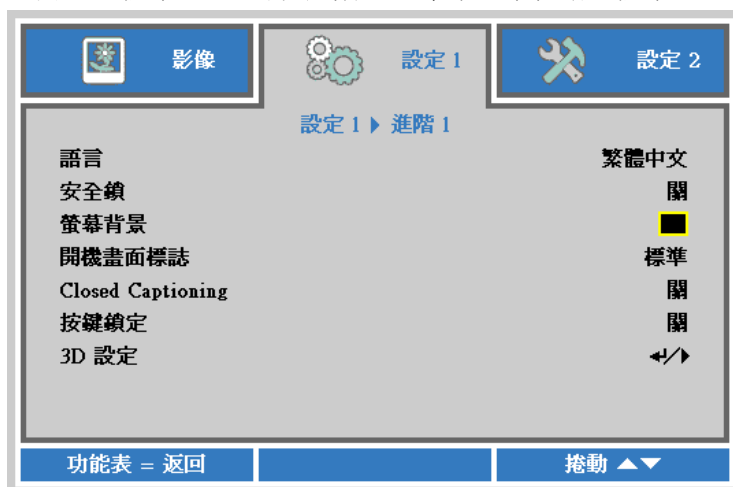 影像 設定 1 設定 2
設定 1 ▶ 進階 1
語言 繁體中文
安全鎖 關
螢幕背景
開機畫面標誌 標準
Closed Captioning 關
按鍵鎖定 關
3D 設定 ↵/▶
功能表 = 返回 捲動 ▲▼